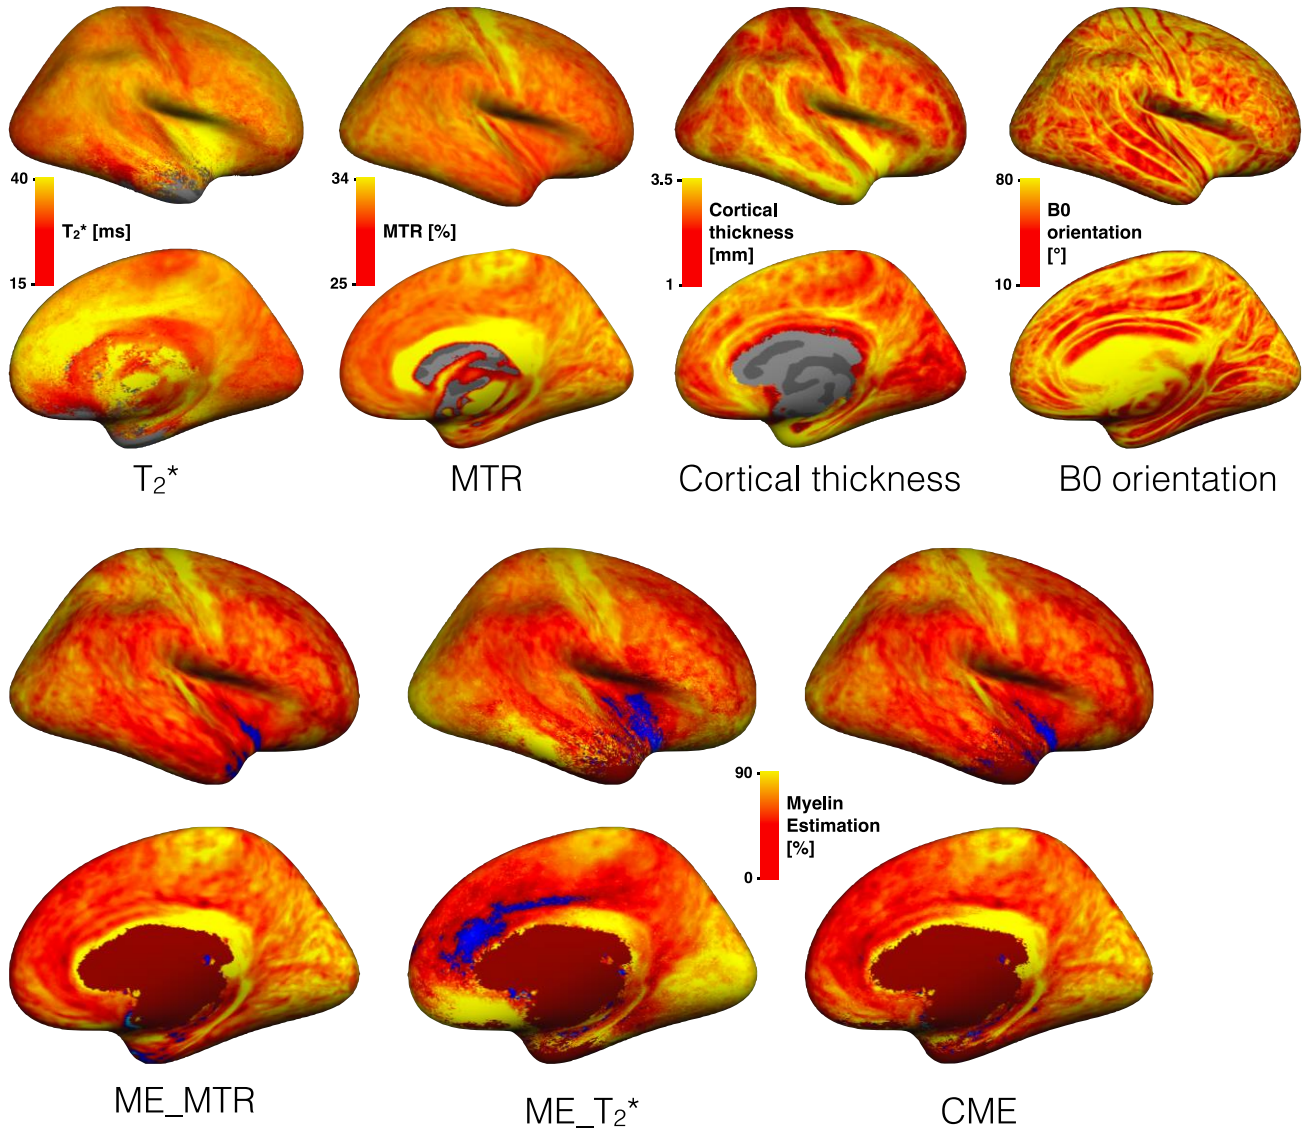 40
T₂* [ms]
15
34
MTR [%]
25
3.5
Cortical
thickness
[mm]
1
80
B0
orientation
[°]
10
T₂*
MTR
Cortical thickness
B0 orientation
90
Myelin
Estimation
[%]
0
ME_MTR
ME_T₂*
CME